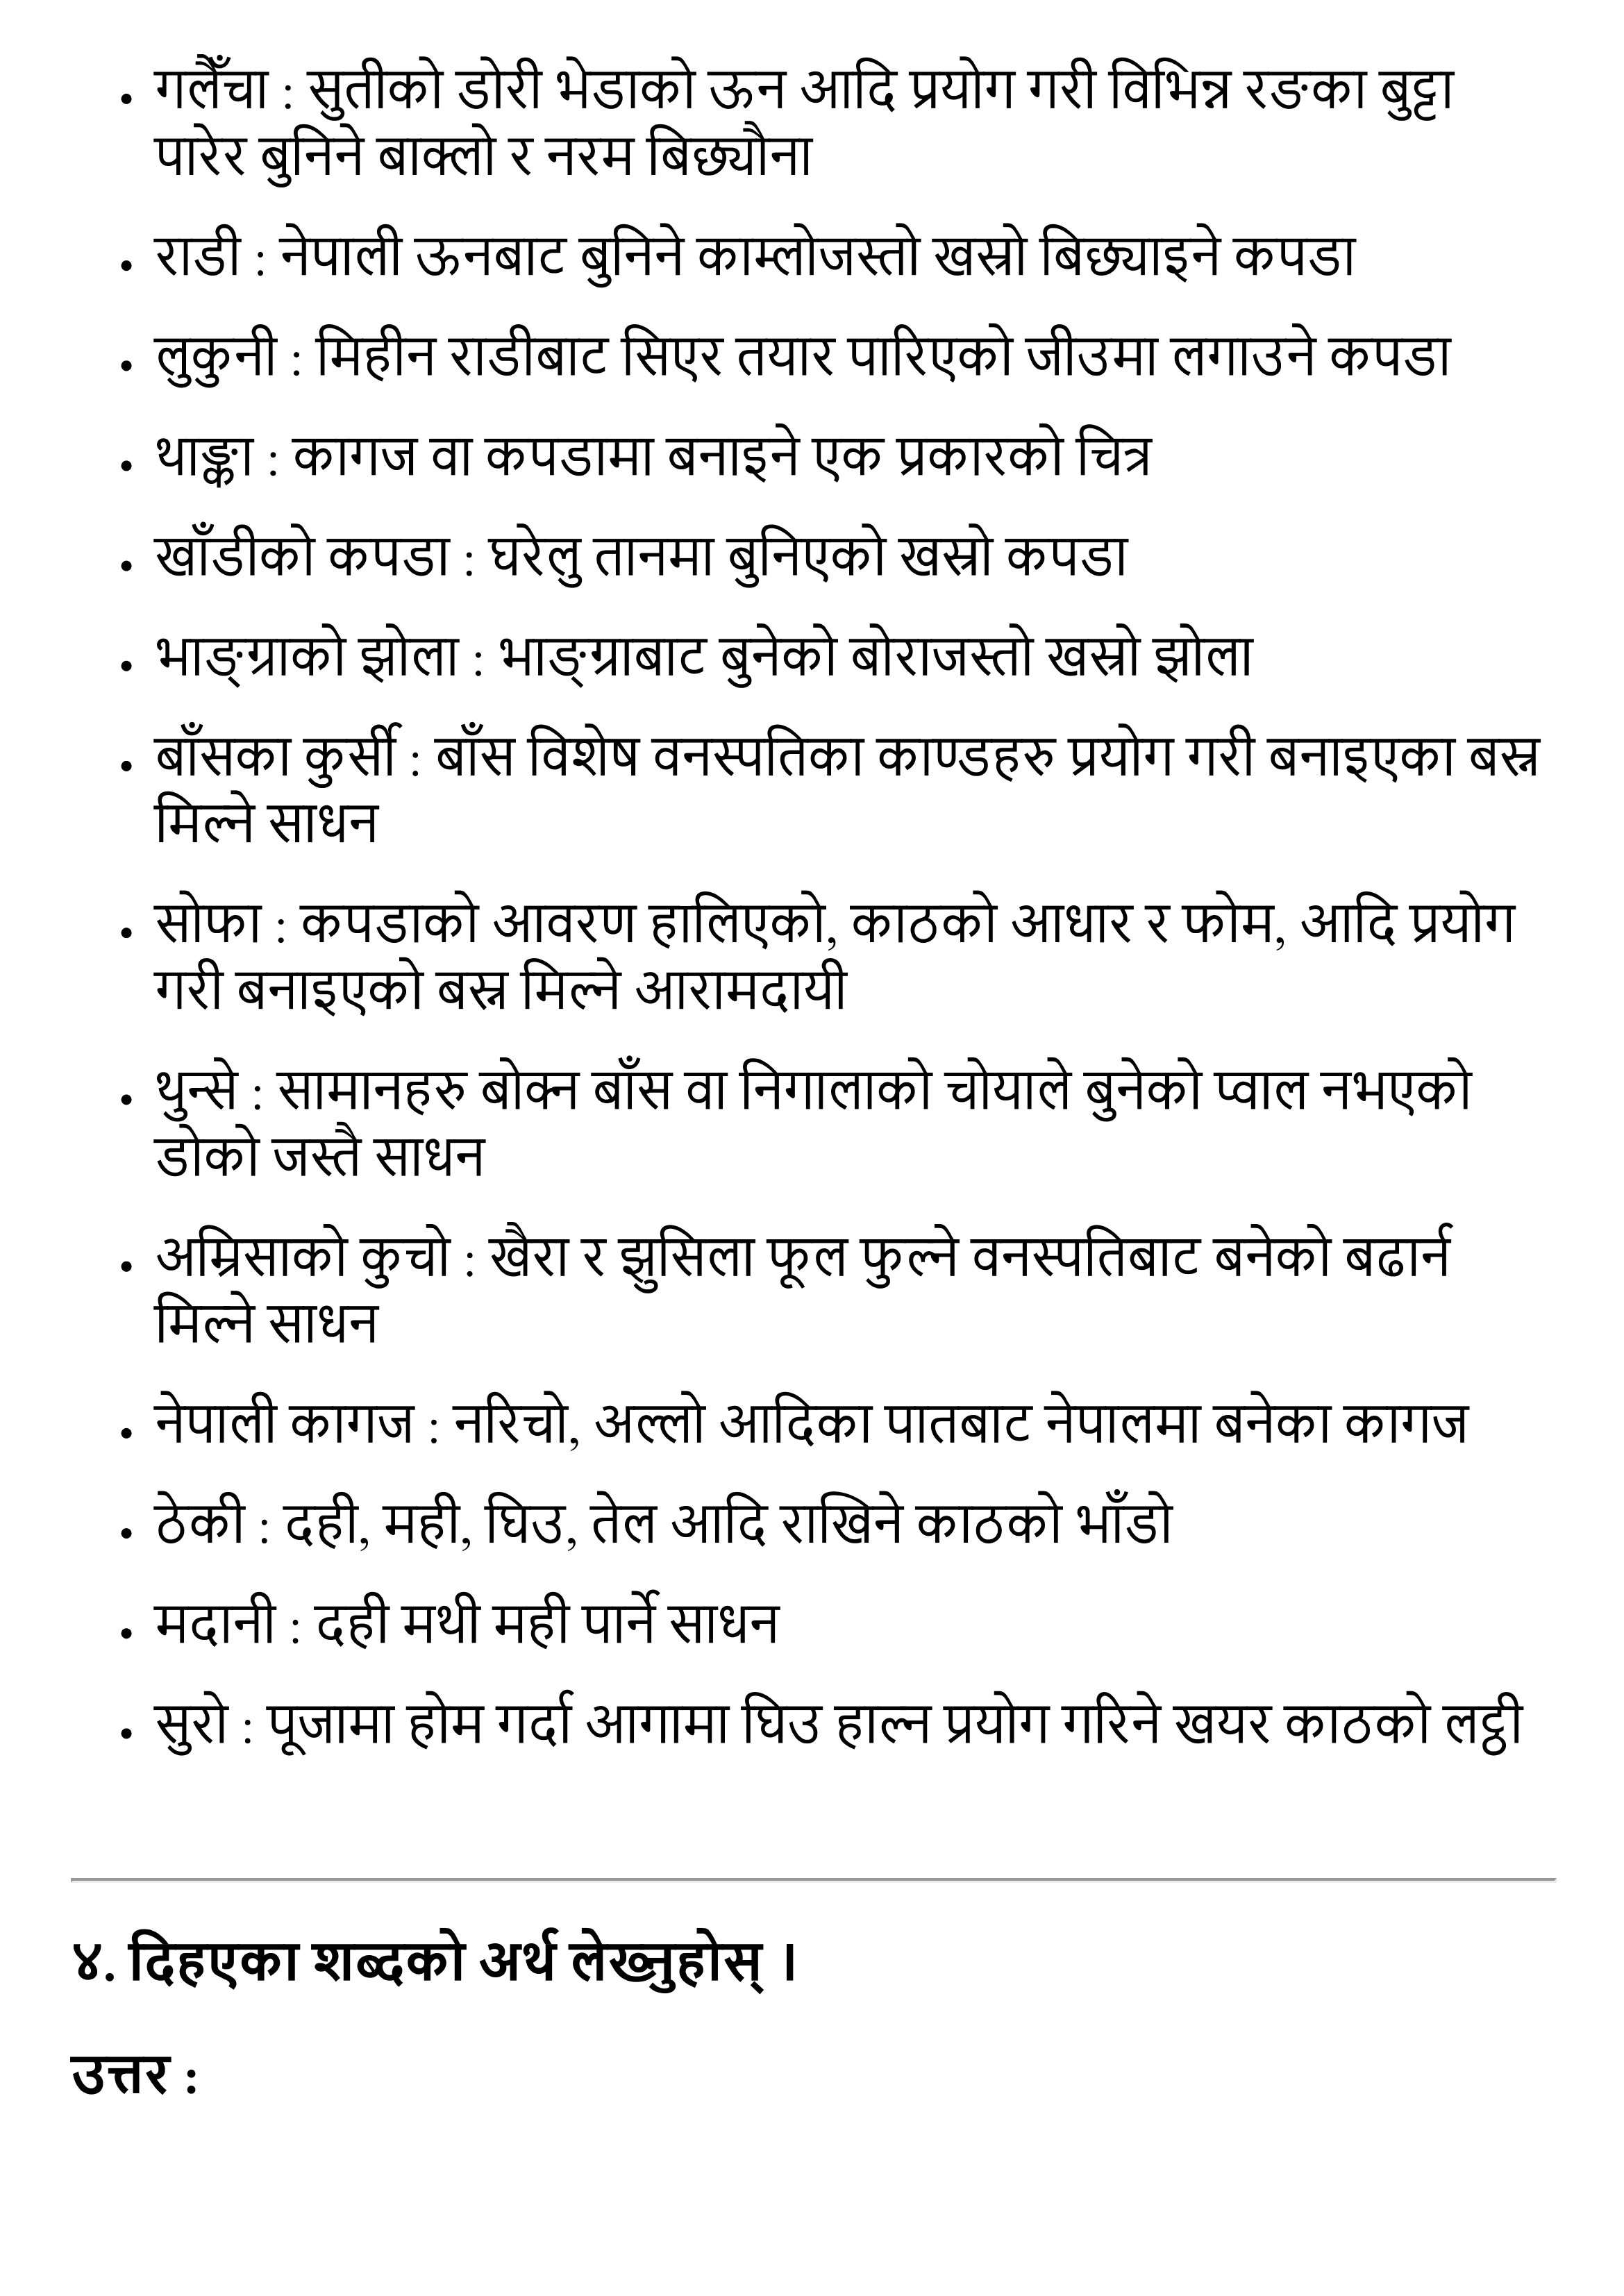 • गलैँचा : सुतीको डोरी भेडाको ऊन आदि प्रयोग गरी विभिन्न रङका बुट्टा
पारेर बुनिने बाक्लो र नरम बिछ्यौना
• राडी : नेपाली ऊनबाट बुनिने काम्लोजस्तो खस्रो बिछ्याइने कपडा
• लुकुनी : मिहीन राडीबाट सिएर तयार पारिएको जीउमा लगाउने कपडा
• थाङ्का : कागज वा कपडामा बनाइने एक प्रकारको चित्र
• खाँडीको कपडा : घरेलु तानमा बुनिएको खस्रो कपडा
• भाङ्ग्राको झोला : भाङ्ग्राबाट बुनेको बोराजस्तो खस्रो झोला
• बाँसका कुर्सी : बाँस विशेष वनस्पतिका काण्डहरु प्रयोग गरी बनाइएका बस्न
मिल्ने साधन
• सोफा : कपडाको आवरण हालिएको, काठको आधार र फोम, आदि प्रयोग
गरी बनाइएको बस्न मिल्ने आरामदायी
• थुन्से : सामानहरु बोक्न बाँस वा निगालाको चोयाले बुनेको प्वाल नभएको
डोको जस्तै साधन
• अम्रिसाको कुचो : खैरा र झुसिला फूल फुल्ने वनस्पतिबाट बनेको बढार्न
मिल्ने साधन
• नेपाली कागज : नरिचो, अल्लो आदिका पातबाट नेपालमा बनेका कागज
• ठेकी : दही, मही, घिउ, तेल आदि राखिने काठको भाँडो
• मदानी : दही मथी मही पार्ने साधन
• सुरो : पूजामा होम गर्दा आगामा घिउ हाल्न प्रयोग गरिने खयर काठको लट्ठी
४. दिहएका शब्दको अर्थ लेख्नुहोस् ।
उत्तर :